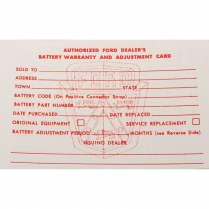 AUTHORIZED FORD DEALER'S
BATTERY WARRANTY AND ADJUSTMENT CARD
SOLD TO
ADDRESS
TOWN STATE
BATTERY CODE (On Positive Connector Strap)
BATTERY PART NUMBER
DATE PURCHASED DATE REPLACED
ORIGINAL EQUIPMENT SERVICE REPLACEMENT
BATTERY ADJUSTMENT PERIOD MONTHS (see Reverse Side)
ISSUING DEALER